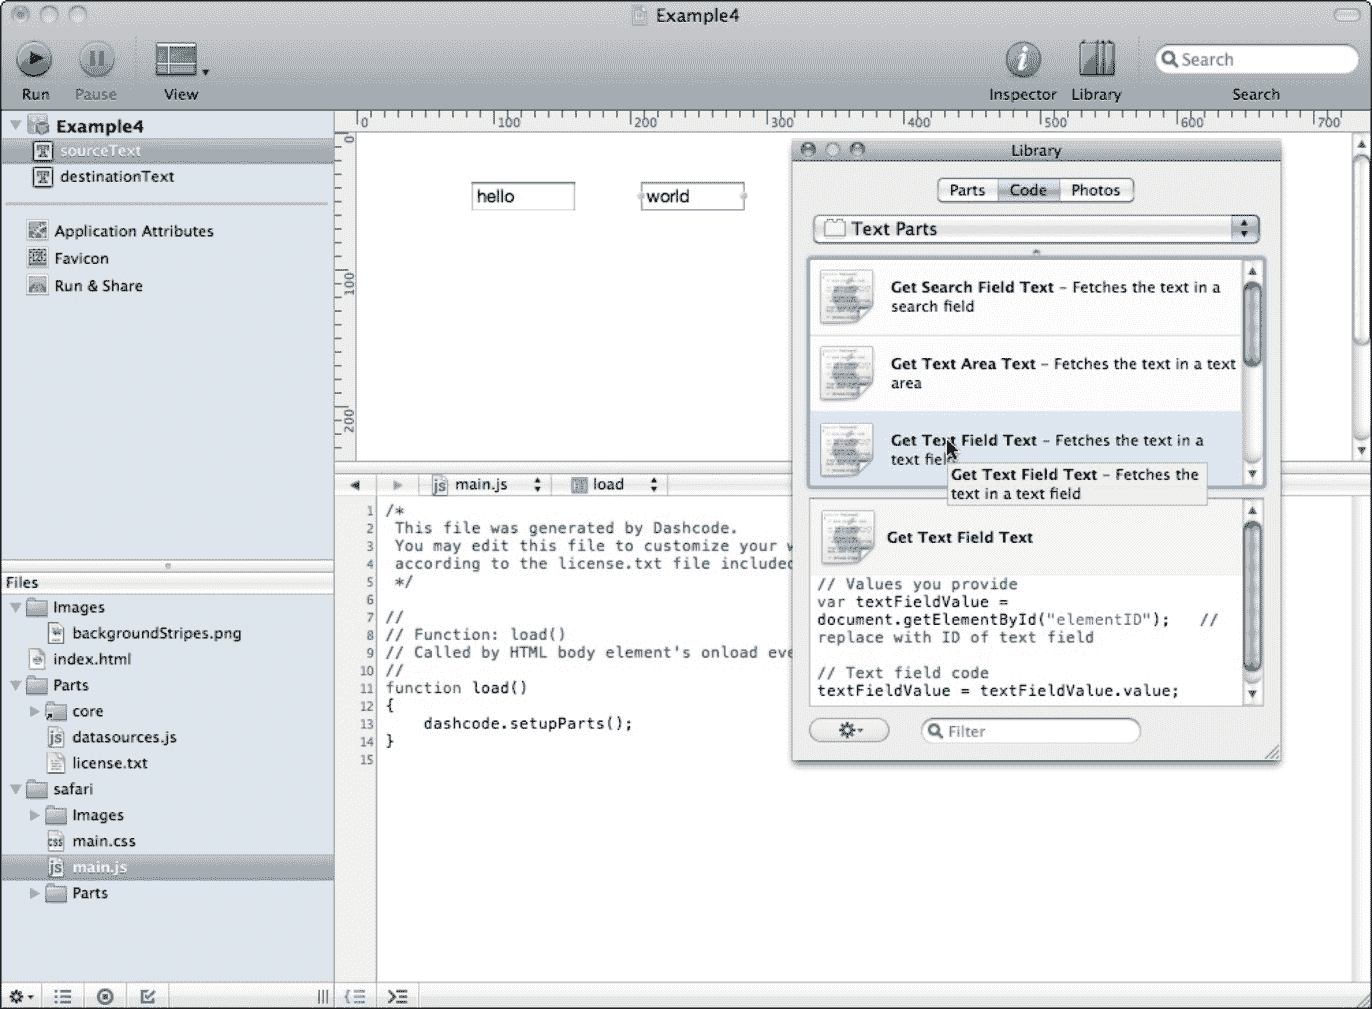 Example4
Run
Pause
View
Inspector
Library
Search
Search
Example4
sourceText
destinationText
Application Attributes
Favicon
Run & Share
0
100
200
300
400
500
600
700
0
100
200
hello
world
Library
Parts
Code
Photos
Text Parts
Get Search Field Text – Fetches the text in a
search field
Get Text Area Text – Fetches the text in a text
area
Get Text Field Text – Fetches the text in a
text field
Get Text Field Text – Fetches the
text in a text field
Get Text Field Text
// Values you provide
var textFieldValue =
document.getElementById("elementID");   //
replace with ID of text field
// Text field code
textFieldValue = textFieldValue.value;
Filter
js main.js
load
1 /*
2 This file was generated by Dashcode.
3 You may edit this file to customize your w
4 according to the license.txt file included
5 */
6
7 //
8 // Function: load()
9 // Called by HTML body element's onload eve
10 //
11 function load()
12 {
13     dashcode.setupParts();
14 }
15
Files
Images
backgroundStripes.png
index.html
Parts
core
js datasources.js
license.txt
safari
Images
css main.css
js main.js
Parts